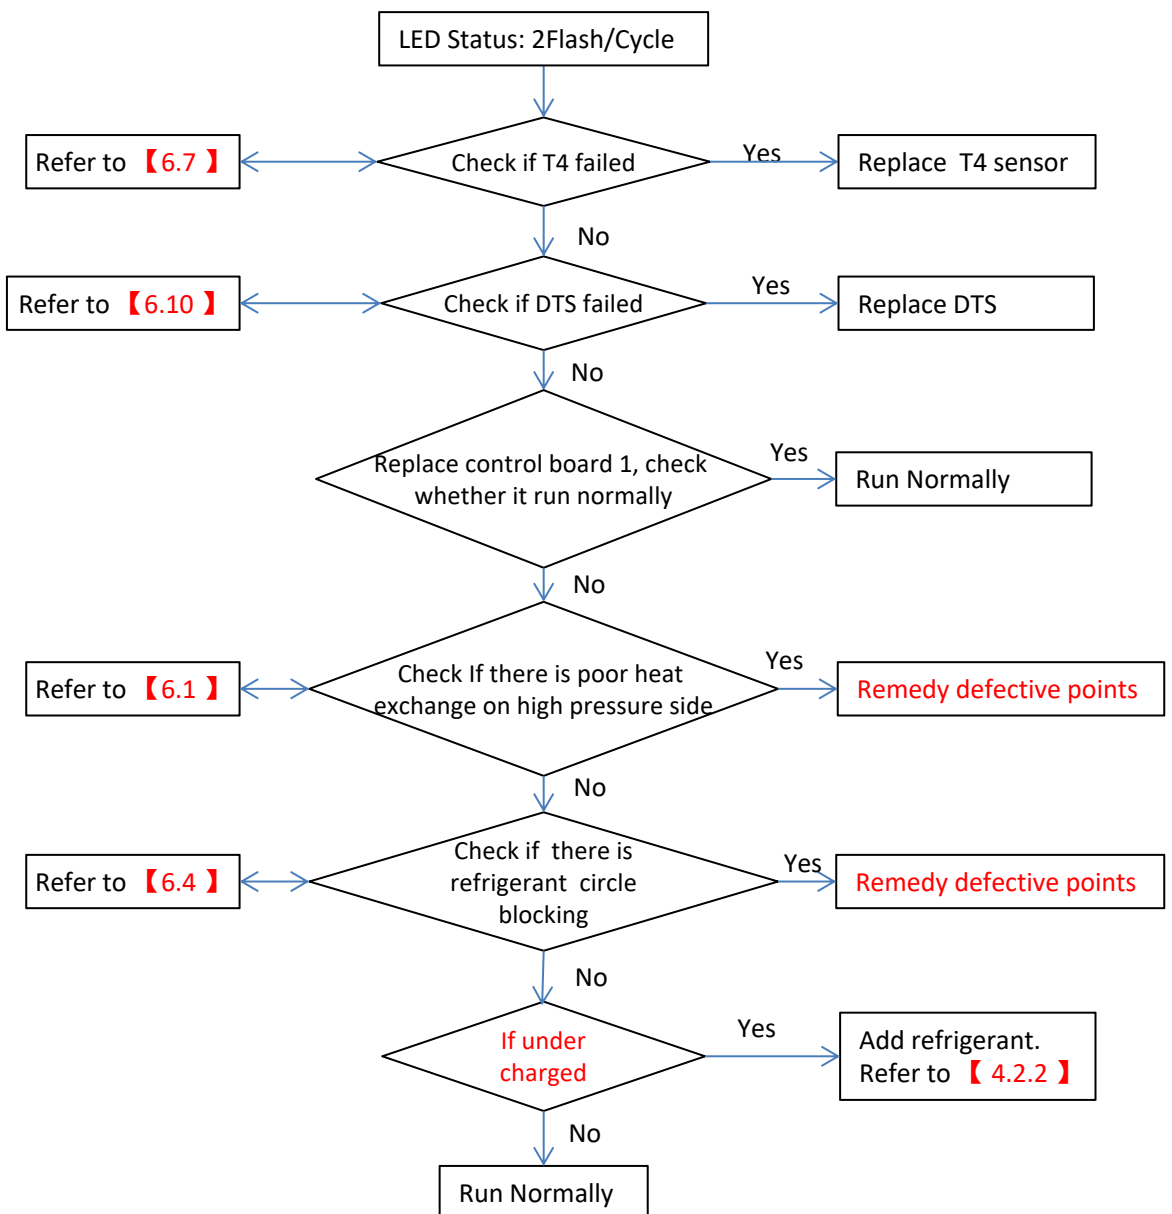 LED Status: 2Flash/Cycle
Refer to 【6.7 】
Check if T4 failed
Yes
Replace  T4 sensor
No
Refer to 【6.10 】
Check if DTS failed
Yes
Replace DTS
No
Replace control board 1, check
whether it run normally
Yes
Run Normally
No
Refer to 【6.1 】
Check If there is poor heat
exchange on high pressure side
Yes
Remedy defective points
No
Refer to 【6.4 】
Check if  there is
refrigerant  circle
blocking
Yes
Remedy defective points
No
If under
charged
Yes
Add refrigerant.
Refer to 【 4.2.2 】
No
Run Normally